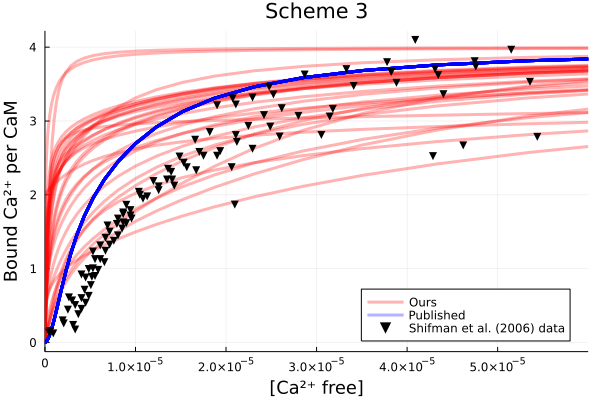 Scheme 3
Bound Ca²⁺ per CaM
4
3
2
1
0
Ours
Published
Shifman et al. (2006) data
0
1.0×10⁻⁵
2.0×10⁻⁵
3.0×10⁻⁵
4.0×10⁻⁵
5.0×10⁻⁵
[Ca²⁺ free]